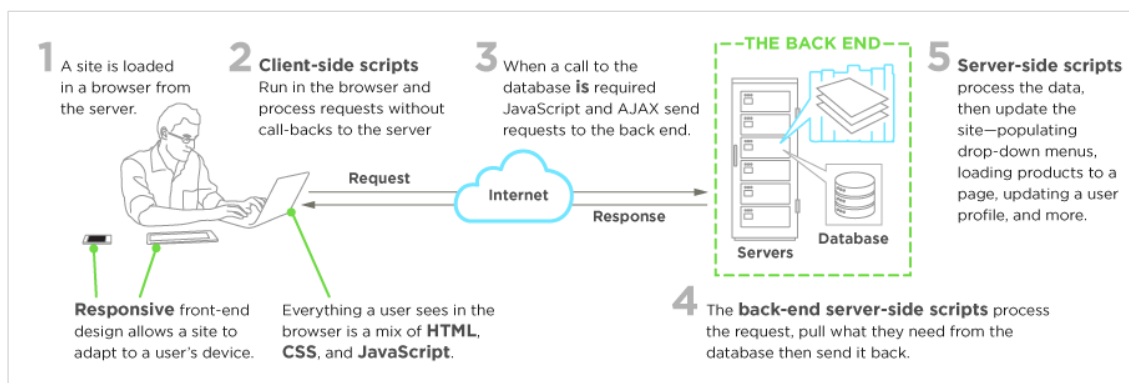 1
A site is loaded
in a browser from
the server.
2
Client-side scripts
Run in the browser and
process requests without
call-backs to the server
3
When a call to the
database is required
JavaScript and AJAX send
requests to the back end.
THE BACK END
5
Server-side scripts
process the data,
then update the
site—populating
drop-down menus,
loading products to a
page, updating a user
profile, and more.
Request
Internet
Response
Servers
Database
Responsive front-end
design allows a site to
adapt to a user's device.
Everything a user sees in the
browser is a mix of HTML,
CSS, and JavaScript.
4
The back-end server-side scripts process
the request, pull what they need from the
database then send it back.